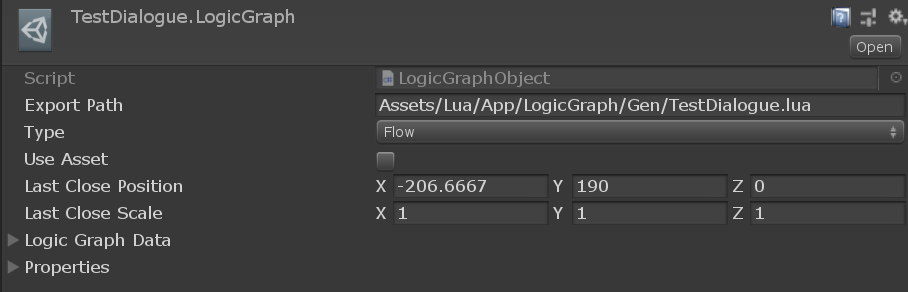 TestDialogue.LogicGraph
Open
Script LogicGraphObject
Export Path Assets/Lua/App/LogicGraph/Gen/TestDialogue.lua
Type Flow
Use Asset
Last Close Position X -206.6667 Y 190 Z 0
Last Close Scale X 1 Y 1 Z 1
Logic Graph Data
Properties